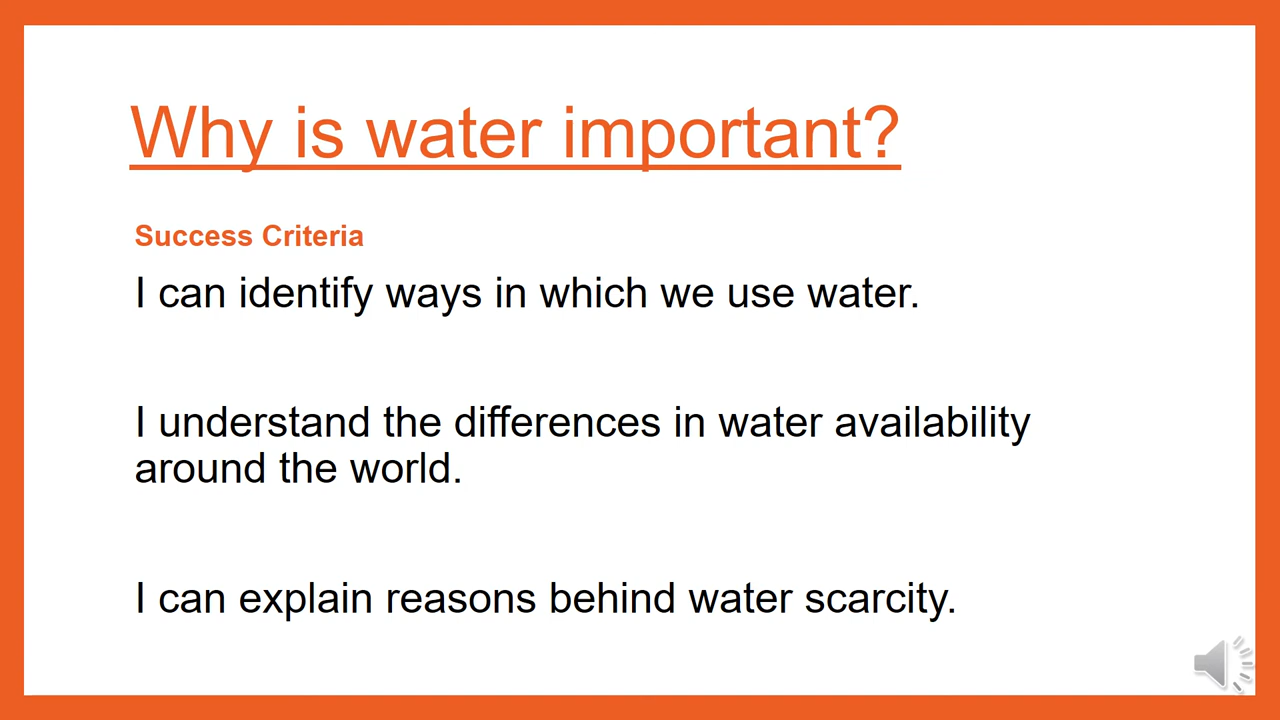 Why is water important?
Success Criteria
I can identify ways in which we use water.
I understand the differences in water availability
around the world.
I can explain reasons behind water scarcity.